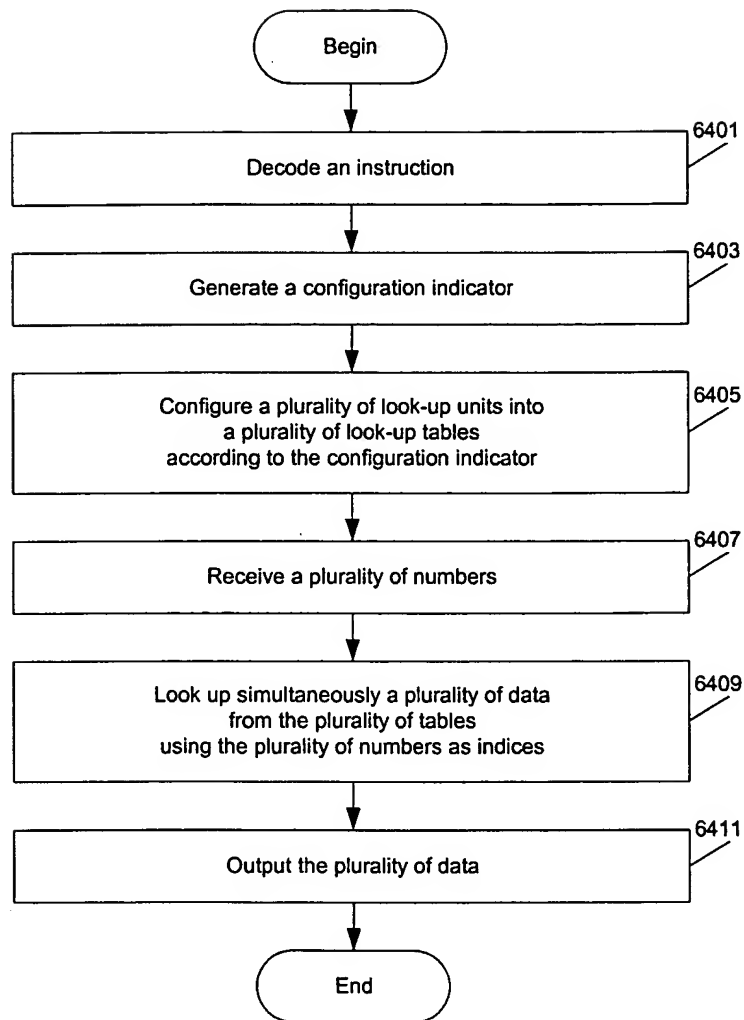 Begin
6401
Decode an instruction
6403
Generate a configuration indicator
6405
Configure a plurality of look-up units into
a plurality of look-up tables
according to the configuration indicator
6407
Receive a plurality of numbers
6409
Look up simultaneously a plurality of data
from the plurality of tables
using the plurality of numbers as indices
6411
Output the plurality of data
End